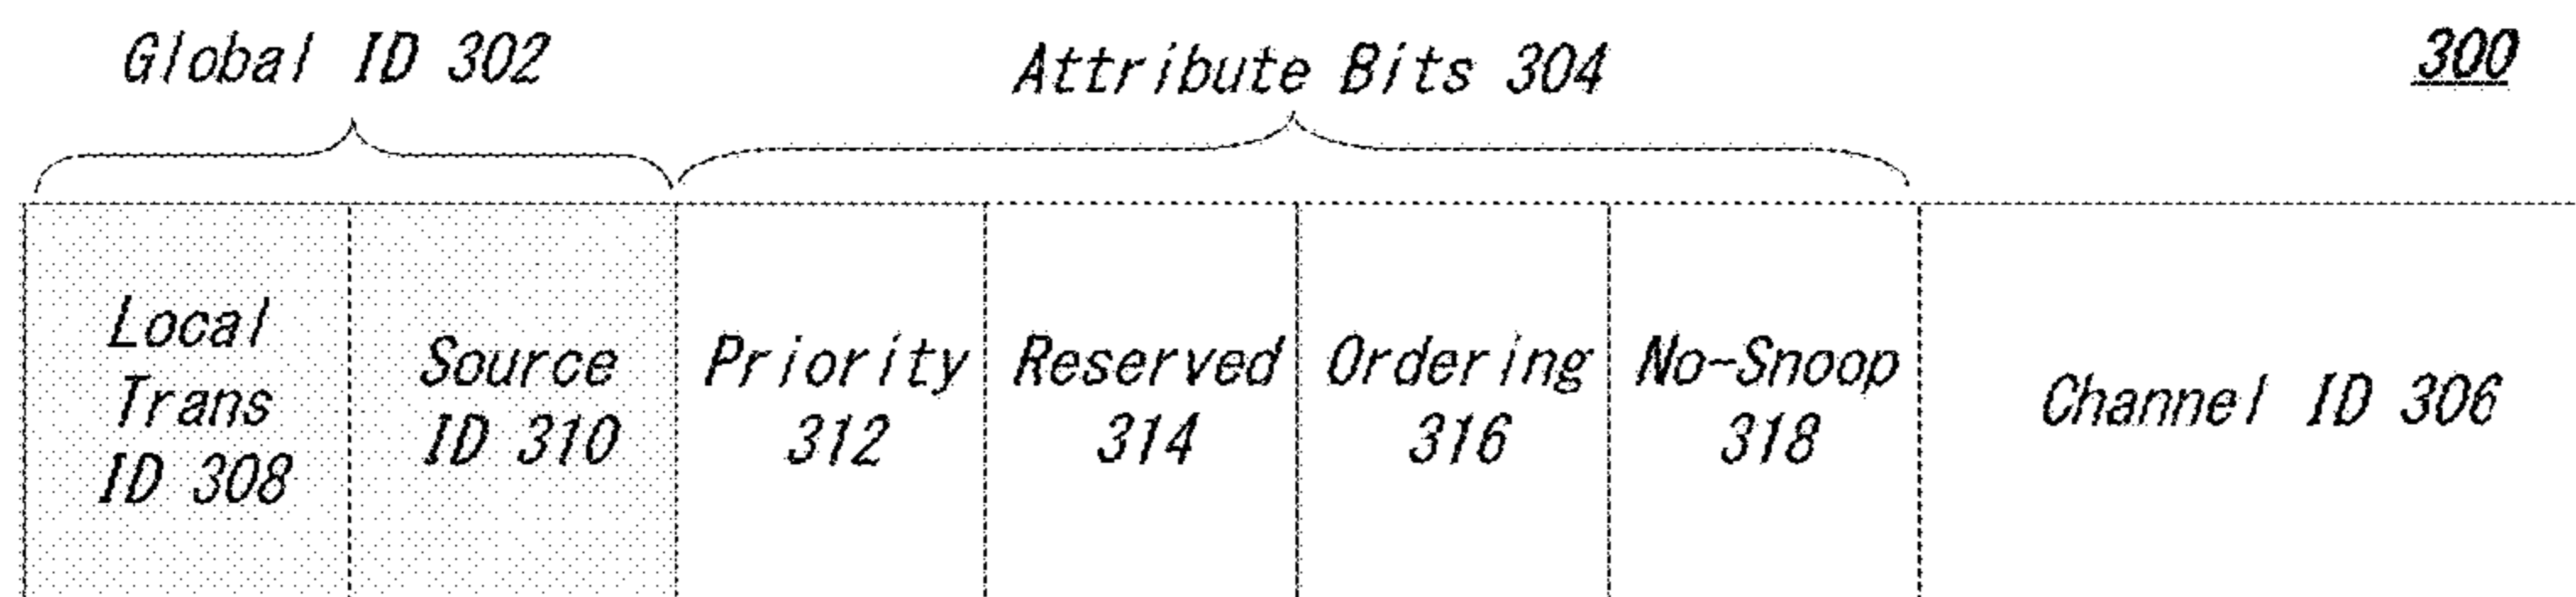 Global ID 302
Attribute Bits 304
300
Local
Trans
ID 308
Source
ID 310
Priority
312
Reserved
314
Ordering
316
No-Snoop
318
Channel ID 306